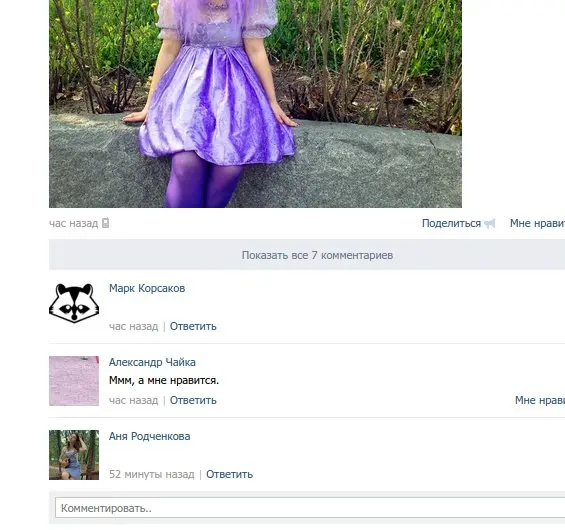 час назад Поделиться Мне нрави
Показать все 7 комментариев
Марк Корсаков
час назад | Ответить
Александр Чайка
Ммм, а мне нравится.
час назад | Ответить Мне нрави
Аня Родченкова
52 минуты назад | Ответить
Комментировать..